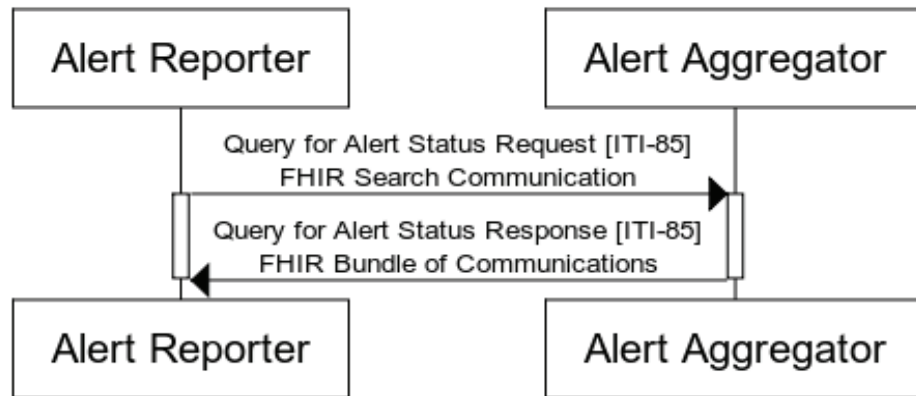 Alert Reporter
Alert Aggregator
Query for Alert Status Request [ITI-85]
FHIR Search Communication
Query for Alert Status Response [ITI-85]
FHIR Bundle of Communications
Alert Reporter
Alert Aggregator